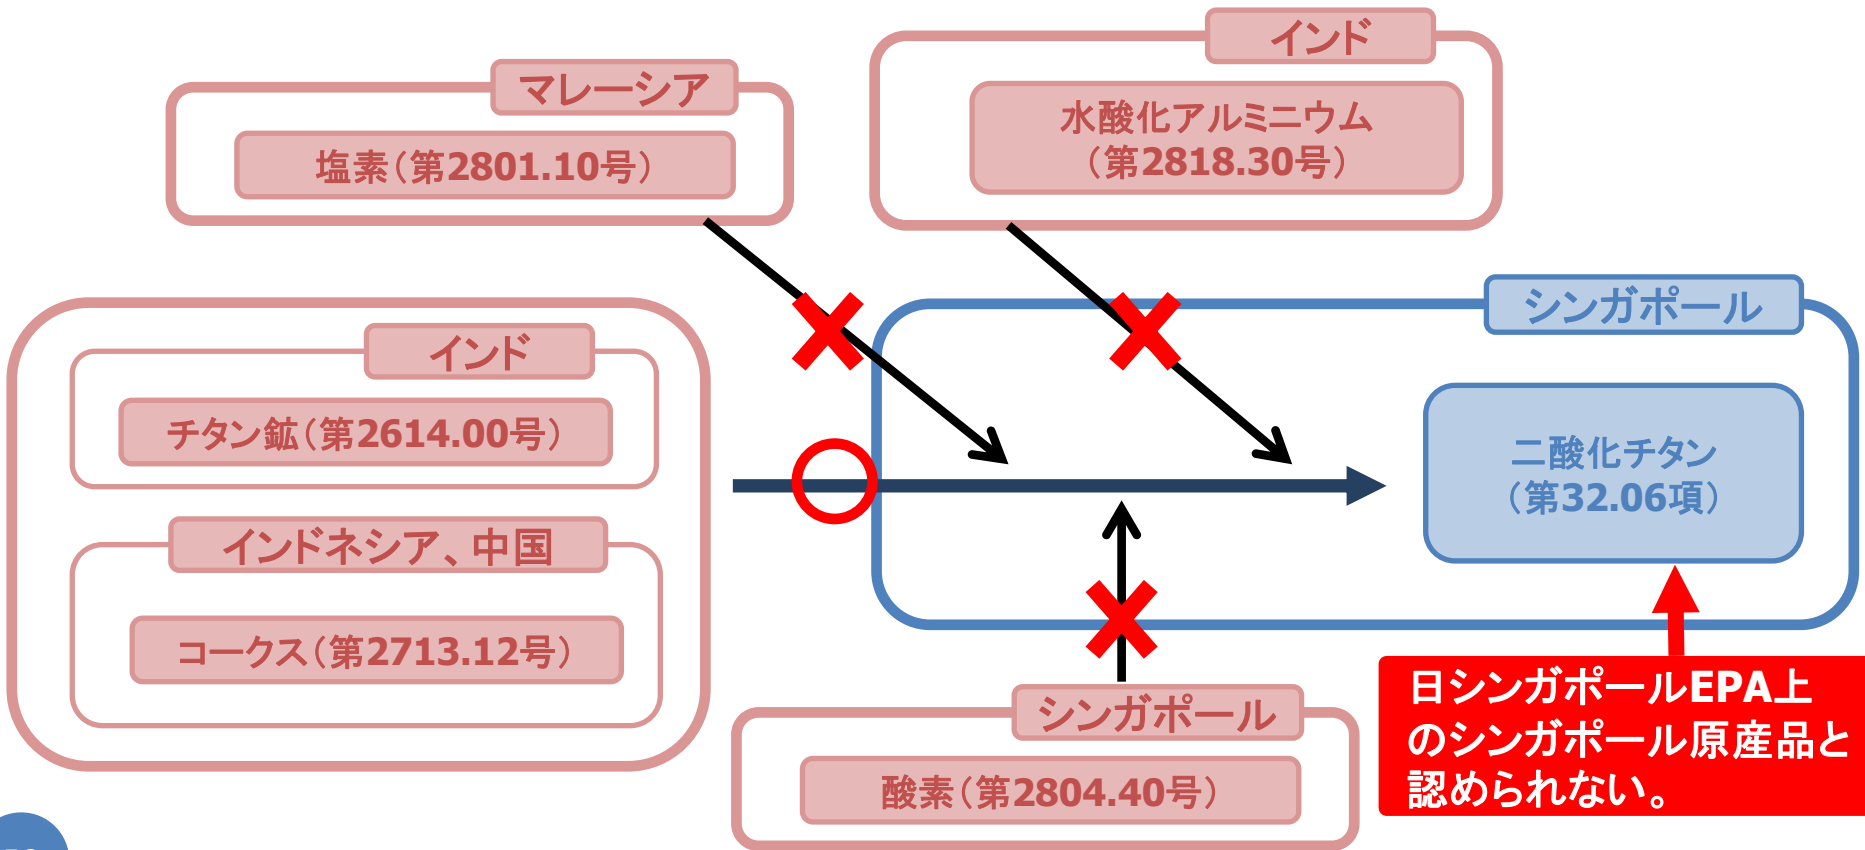 マレーシア
塩素（第2801.10号）
インド
水酸化アルミニウム
（第2818.30号）
インド
チタン鉱（第2614.00号）
インドネシア、中国
コークス（第2713.12号）
シンガポール
二酸化チタン
（第32.06項）
シンガポール
酸素（第2804.40号）
日シンガポールEPA上
のシンガポール原産品と
認められない。